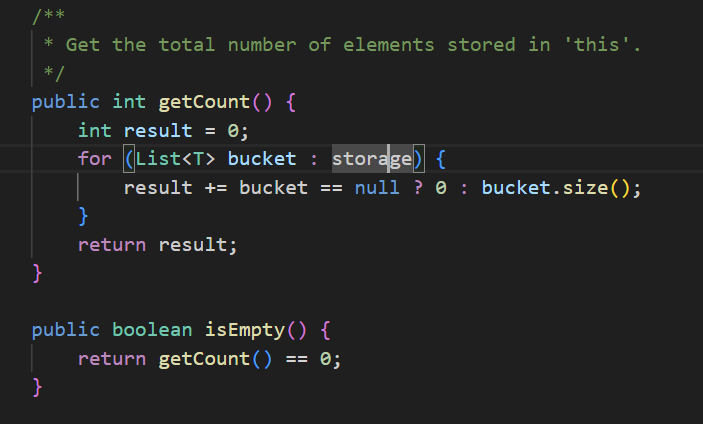 /**
 * Get the total number of elements stored in 'this'.
 */
public int getCount() {
    int result = 0;
    for (List<T> bucket : storage) {
        result += bucket == null ? 0 : bucket.size();
    }
    return result;
}

public boolean isEmpty() {
    return getCount() == 0;
}